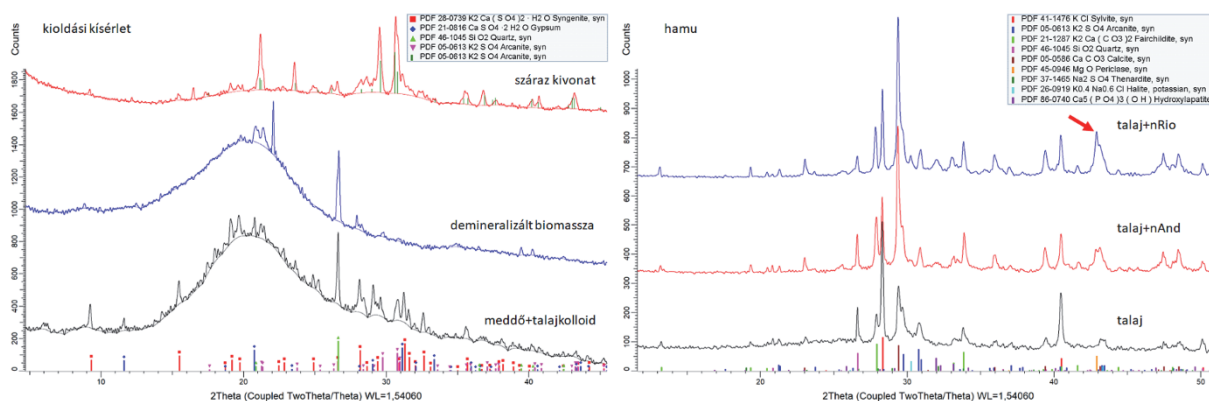 kioldási kísérlet
PDF 28-0739 K2 Ca ( S O4 )2 · H2 O Syngenite, syn
PDF 21-0816 Ca S O4 ·2 H2 O Gypsum
PDF 46-1045 Si O2 Quartz, syn
PDF 05-0613 K2 S O4 Arcanite, syn
PDF 05-0613 K2 S O4 Arcanite, syn
Counts
1800
1600
1400
1200
1000
800
600
400
200
0
száraz kivonat
demineralizált biomassza
meddő+talajkolloid
10
20
30
40
2Theta (Coupled TwoTheta/Theta) WL=1,54060
hamu
PDF 41-1476 K Cl Sylvite, syn
PDF 05-0613 K2 S O4 Arcanite, syn
PDF 21-1287 K2 Ca ( C O3 )2 Fairchildite, syn
PDF 46-1045 Si O2 Quartz, syn
PDF 05-0586 Ca C O3 Calcite, syn
PDF 45-0946 Mg O Periclase, syn
PDF 37-1465 Na2 S O4 Thenardite, syn
PDF 26-0919 K0.4 Na0.6 Cl Halite, potassian, syn
PDF 86-0740 Ca5 ( P O4 )3 ( O H ) Hydroxylapatite
Counts
1000
900
800
700
600
500
400
300
200
100
0
talaj+nRio
talaj+nAnd
talaj
20
30
40
50
2Theta (Coupled TwoTheta/Theta) WL=1,54060